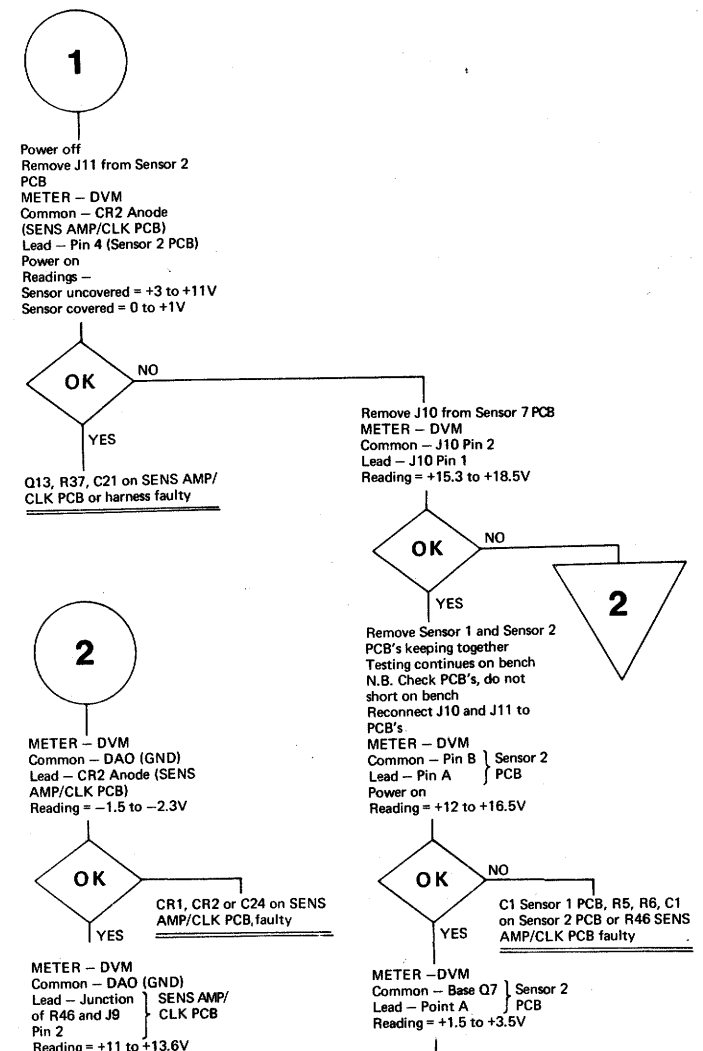 1
Power off
Remove J11 from Sensor 2
PCB
METER – DVM
Common – CR2 Anode
(SENS AMP/CLK PCB)
Lead – Pin 4 (Sensor 2 PCB)
Power on
Readings –
Sensor uncovered = +3 to +11V
Sensor covered = 0 to +1V
OK
NO
YES
Q13, R37, C21 on SENS AMP/
CLK PCB or harness faulty
Remove J10 from Sensor 7 PCB
METER – DVM
Common – J10 Pin 2
Lead – J10 Pin 1
Reading = +15.3 to +18.5V
OK
NO
2
YES
Remove Sensor 1 and Sensor 2
PCB's keeping together
Testing continues on bench
N.B. Check PCB's, do not
short on bench
Reconnect J10 and J11 to
PCB's
METER – DVM
Common – Pin B } Sensor 2
Lead – Pin A } PCB
Power on
Reading = +12 to +16.5V
OK
NO
C1 Sensor 1 PCB, R5, R6, C1
on Sensor 2 PCB or R46 SENS
AMP/CLK PCB faulty
YES
METER –DVM
Common – Base Q7 } Sensor 2
Lead – Point A } PCB
Reading = +1.5 to +3.5V
2
METER – DVM
Common – DAO (GND)
Lead – CR2 Anode (SENS
AMP/CLK PCB)
Reading = –1.5 to –2.3V
OK
CR1, CR2 or C24 on SENS
AMP/CLK PCB, faulty
YES
METER – DVM
Common – DAO (GND)
Lead – Junction } SENS AMP/
of R46 and J9 } CLK PCB
Pin 2
Reading = +11 to +13.6V